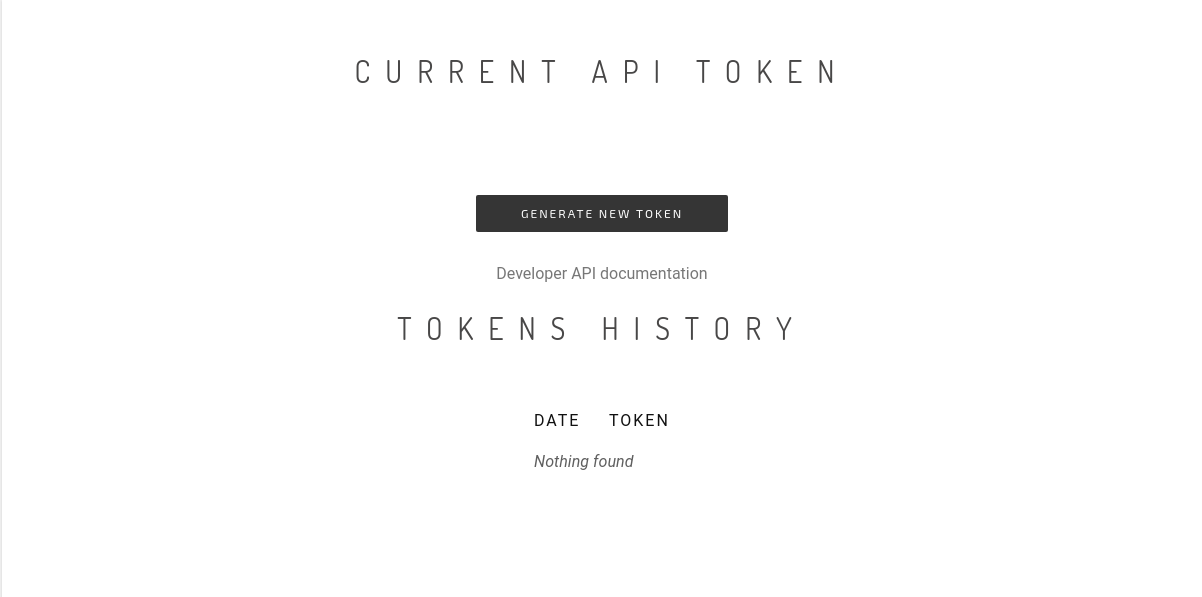 CURRENT API TOKEN
GENERATE NEW TOKEN
Developer API documentation
TOKENS HISTORY
DATE TOKEN
Nothing found